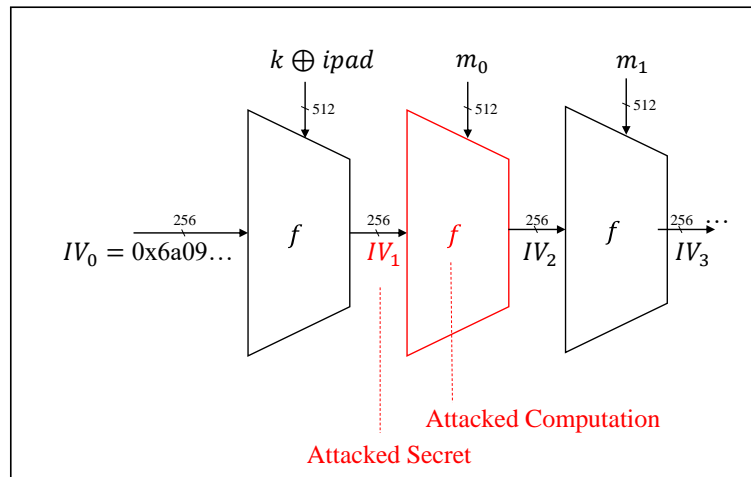 k ⊕ ipad
m₀
m₁
512
512
512
256
256
256
256
...
f
f
f
IV₀ = 0x6a09...
IV₁
IV₂
IV₃
Attacked Computation
Attacked Secret